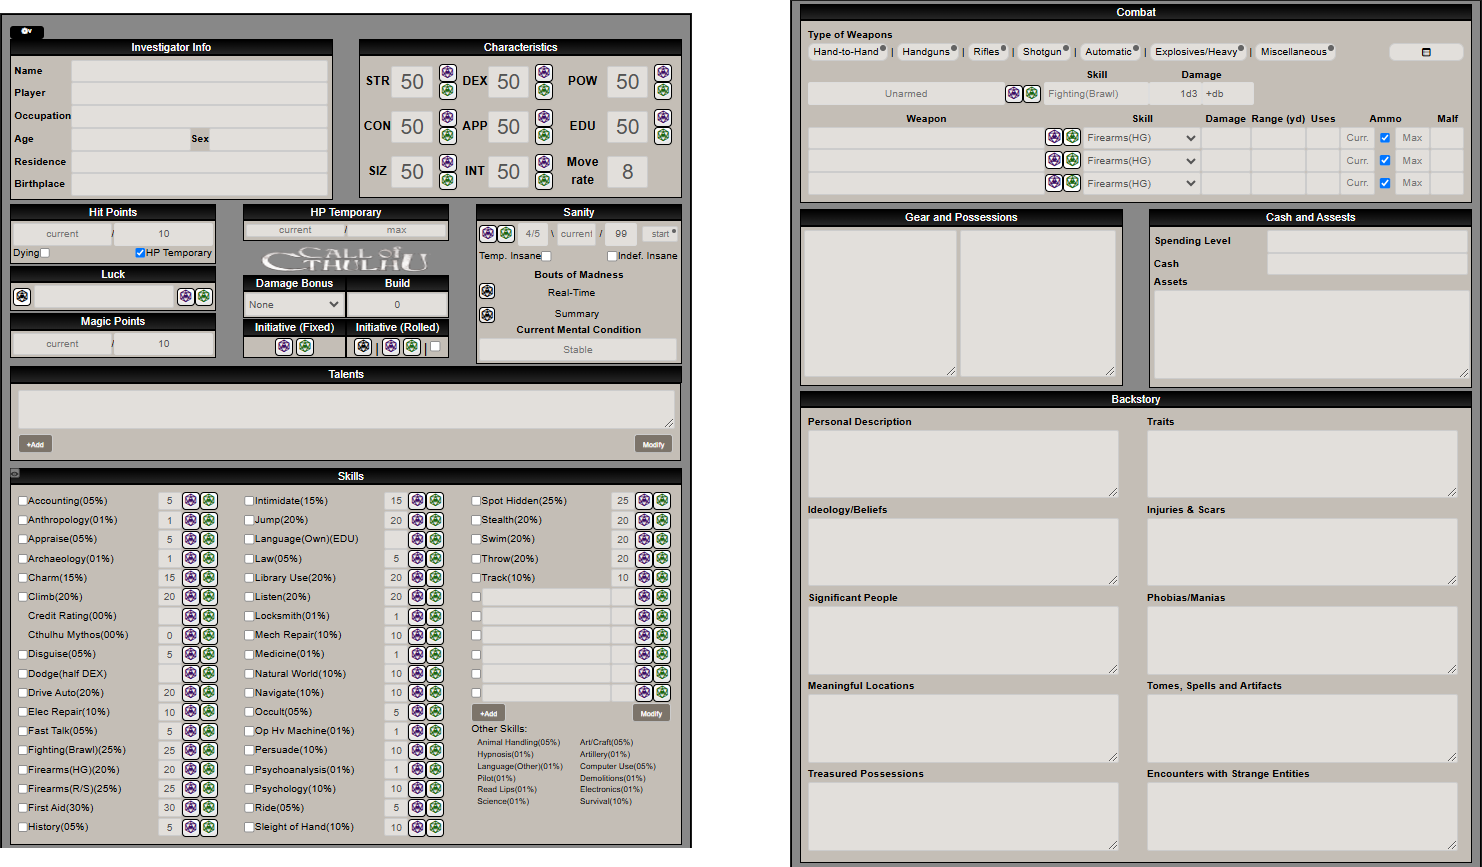 Investigator Info
Name
Player
Occupation
Age Sex
Residence
Birthplace
Characteristics
STR 50 DEX 50 POW 50
CON 50 APP 50 EDU 50
SIZ 50 INT 50 Move rate 8
Hit Points
current / 10
Dying HP Temporary
Luck
Magic Points
current / 10
HP Temporary
current / max
CALL of CTHULHU
Damage Bonus Build
None 0
Initiative (Fixed) Initiative (Rolled)
| |
Sanity
4/5 \ current / 99 start
Temp. Insane Indef. Insane
Bouts of Madness
Real-Time
Summary
Current Mental Condition
Stable
Talents
+Add Modify
Skills
Accounting(05%) 5
Anthropology(01%) 1
Appraise(05%) 5
Archaeology(01%) 1
Charm(15%) 15
Climb(20%) 20
Credit Rating(00%)
Cthulhu Mythos(00%) 0
Disguise(05%) 5
Dodge(half DEX)
Drive Auto(20%) 20
Elec Repair(10%) 10
Fast Talk(05%) 5
Fighting(Brawl)(25%) 25
Firearms(HG)(20%) 20
Firearms(R/S)(25%) 25
First Aid(30%) 30
History(05%) 5
Intimidate(15%) 15
Jump(20%) 20
Language(Own)(EDU)
Law(05%) 5
Library Use(20%) 20
Listen(20%) 20
Locksmith(01%) 1
Mech Repair(10%) 10
Medicine(01%) 1
Natural World(10%) 10
Navigate(10%) 10
Occult(05%) 5
Op Hv Machine(01%) 1
Persuade(10%) 10
Psychoanalysis(01%) 1
Psychology(10%) 10
Ride(05%) 5
Sleight of Hand(10%) 10
Spot Hidden(25%) 25
Stealth(20%) 20
Swim(20%) 20
Throw(20%) 20
Track(10%) 10
+Add Modify
Other Skills:
Animal Handling(05%) Art/Craft(05%)
Hypnosis(01%) Artillery(01%)
Language(Other)(01%) Computer Use(05%)
Pilot(01%) Demolitions(01%)
Read Lips(01%) Electronics(01%)
Science(01%) Survival(10%)
Combat
Type of Weapons
Hand-to-Hand | Handguns | Rifles | Shotgun | Automatic | Explosives/Heavy | Miscellaneous
Skill Damage
Unarmed Fighting(Brawl) 1d3 +db
Weapon Skill Damage Range (yd) Uses Ammo Malf
Firearms(HG) Curr. Max
Firearms(HG) Curr. Max
Firearms(HG) Curr. Max
Gear and Possessions
Cash and Assests
Spending Level
Cash
Assets
Backstory
Personal Description Traits
Ideology/Beliefs Injuries & Scars
Significant People Phobias/Manias
Meaningful Locations Tomes, Spells and Artifacts
Treasured Possessions Encounters with Strange Entities